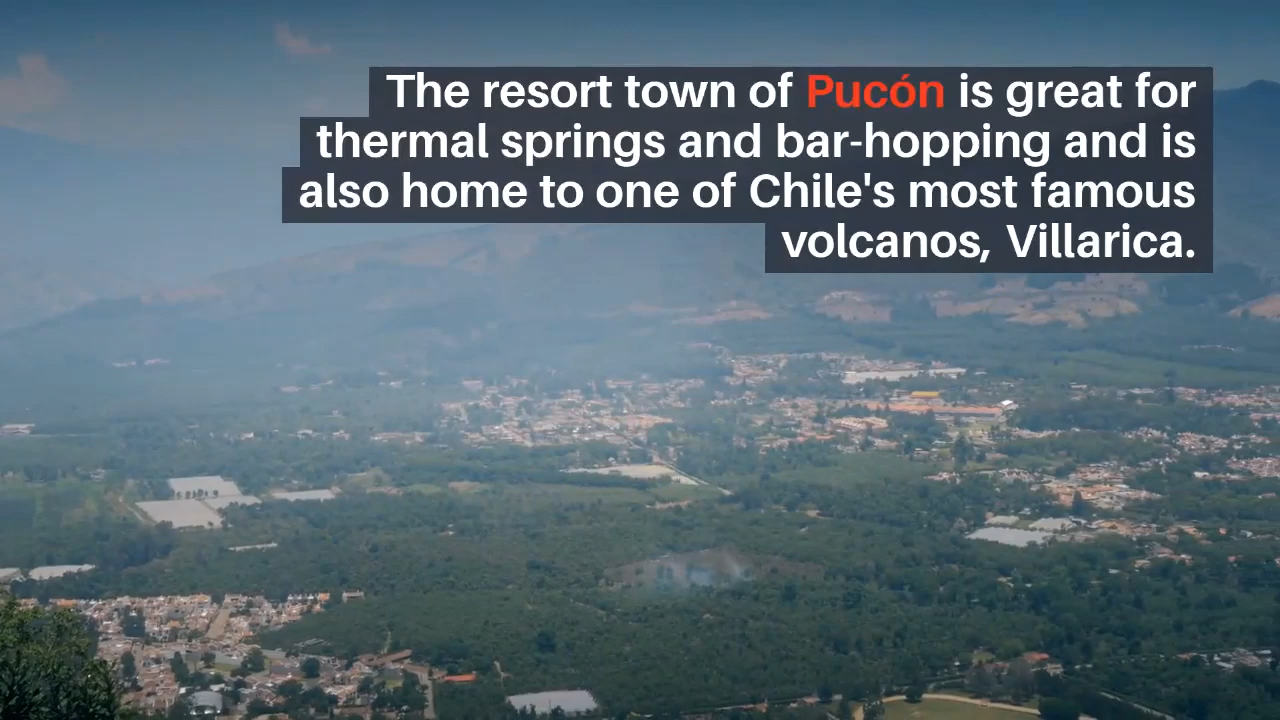 The resort town of Pucón is great for
thermal springs and bar-hopping and is
also home to one of Chile's most famous
volcanos, Villarica.